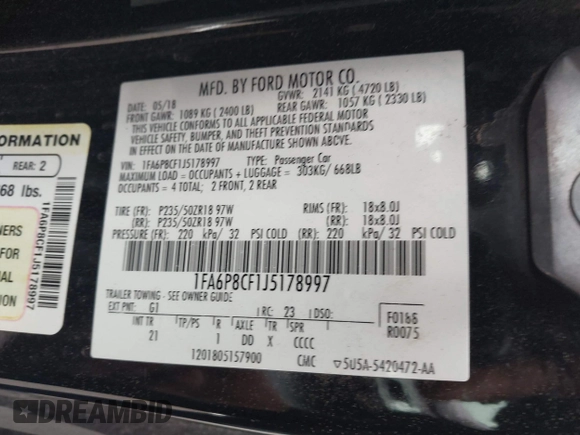 MFD. BY FORD MOTOR CO.
05/18
GVWR: 2141 KG ( 4720 LB)
FRONT GAWR: 1089 KG ( 2400 LB)
REAR GAWR: 1057 KG ( 2330 LB)
THIS VEHICLE CONFORMS TO ALL APPLICABLE FEDERAL MOTOR
VEHICLE SAFETY, BUMPER, AND THEFT PREVENTION STANDARDS
IN EFFECT ON THE DATE OF MANUFACTURE SHOWN ABOVE.
VIN: 1FA6P8CF1J5178997 TYPE: Passenger Car
MAXIMUM LOAD = OCCUPANTS + LUGGAGE = 303KG/ 668LB
OCCUPANTS = 4 TOTAL; 2 FRONT, 2 REAR
TIRE (FR): P235/50ZR18 97W RIMS (FR): 18x8.0J
(RR): P235/50ZR18 97W (RR): 18x8.0J
PRESSURE (FR): 220 kPa/ 32 PSI COLD (RR): 220 kPa/ 32 PSI COLD
1FA6P8CF1J5178997
TRAILER TOWING - SEE OWNER GUIDE
EXT PNT: G1 RC: 23 DSO:
F0166
R0075
INT TR TP/PS R AXLE TR SPR
21 1 DD X CCCC
1201805157900 CMC ▽5U5A-5420472-AA
FORMATION
REAR: 2
68 lbs.
NERS
FOR
NAL
TION
1FA6P8CF1J5178997
DREAMBID